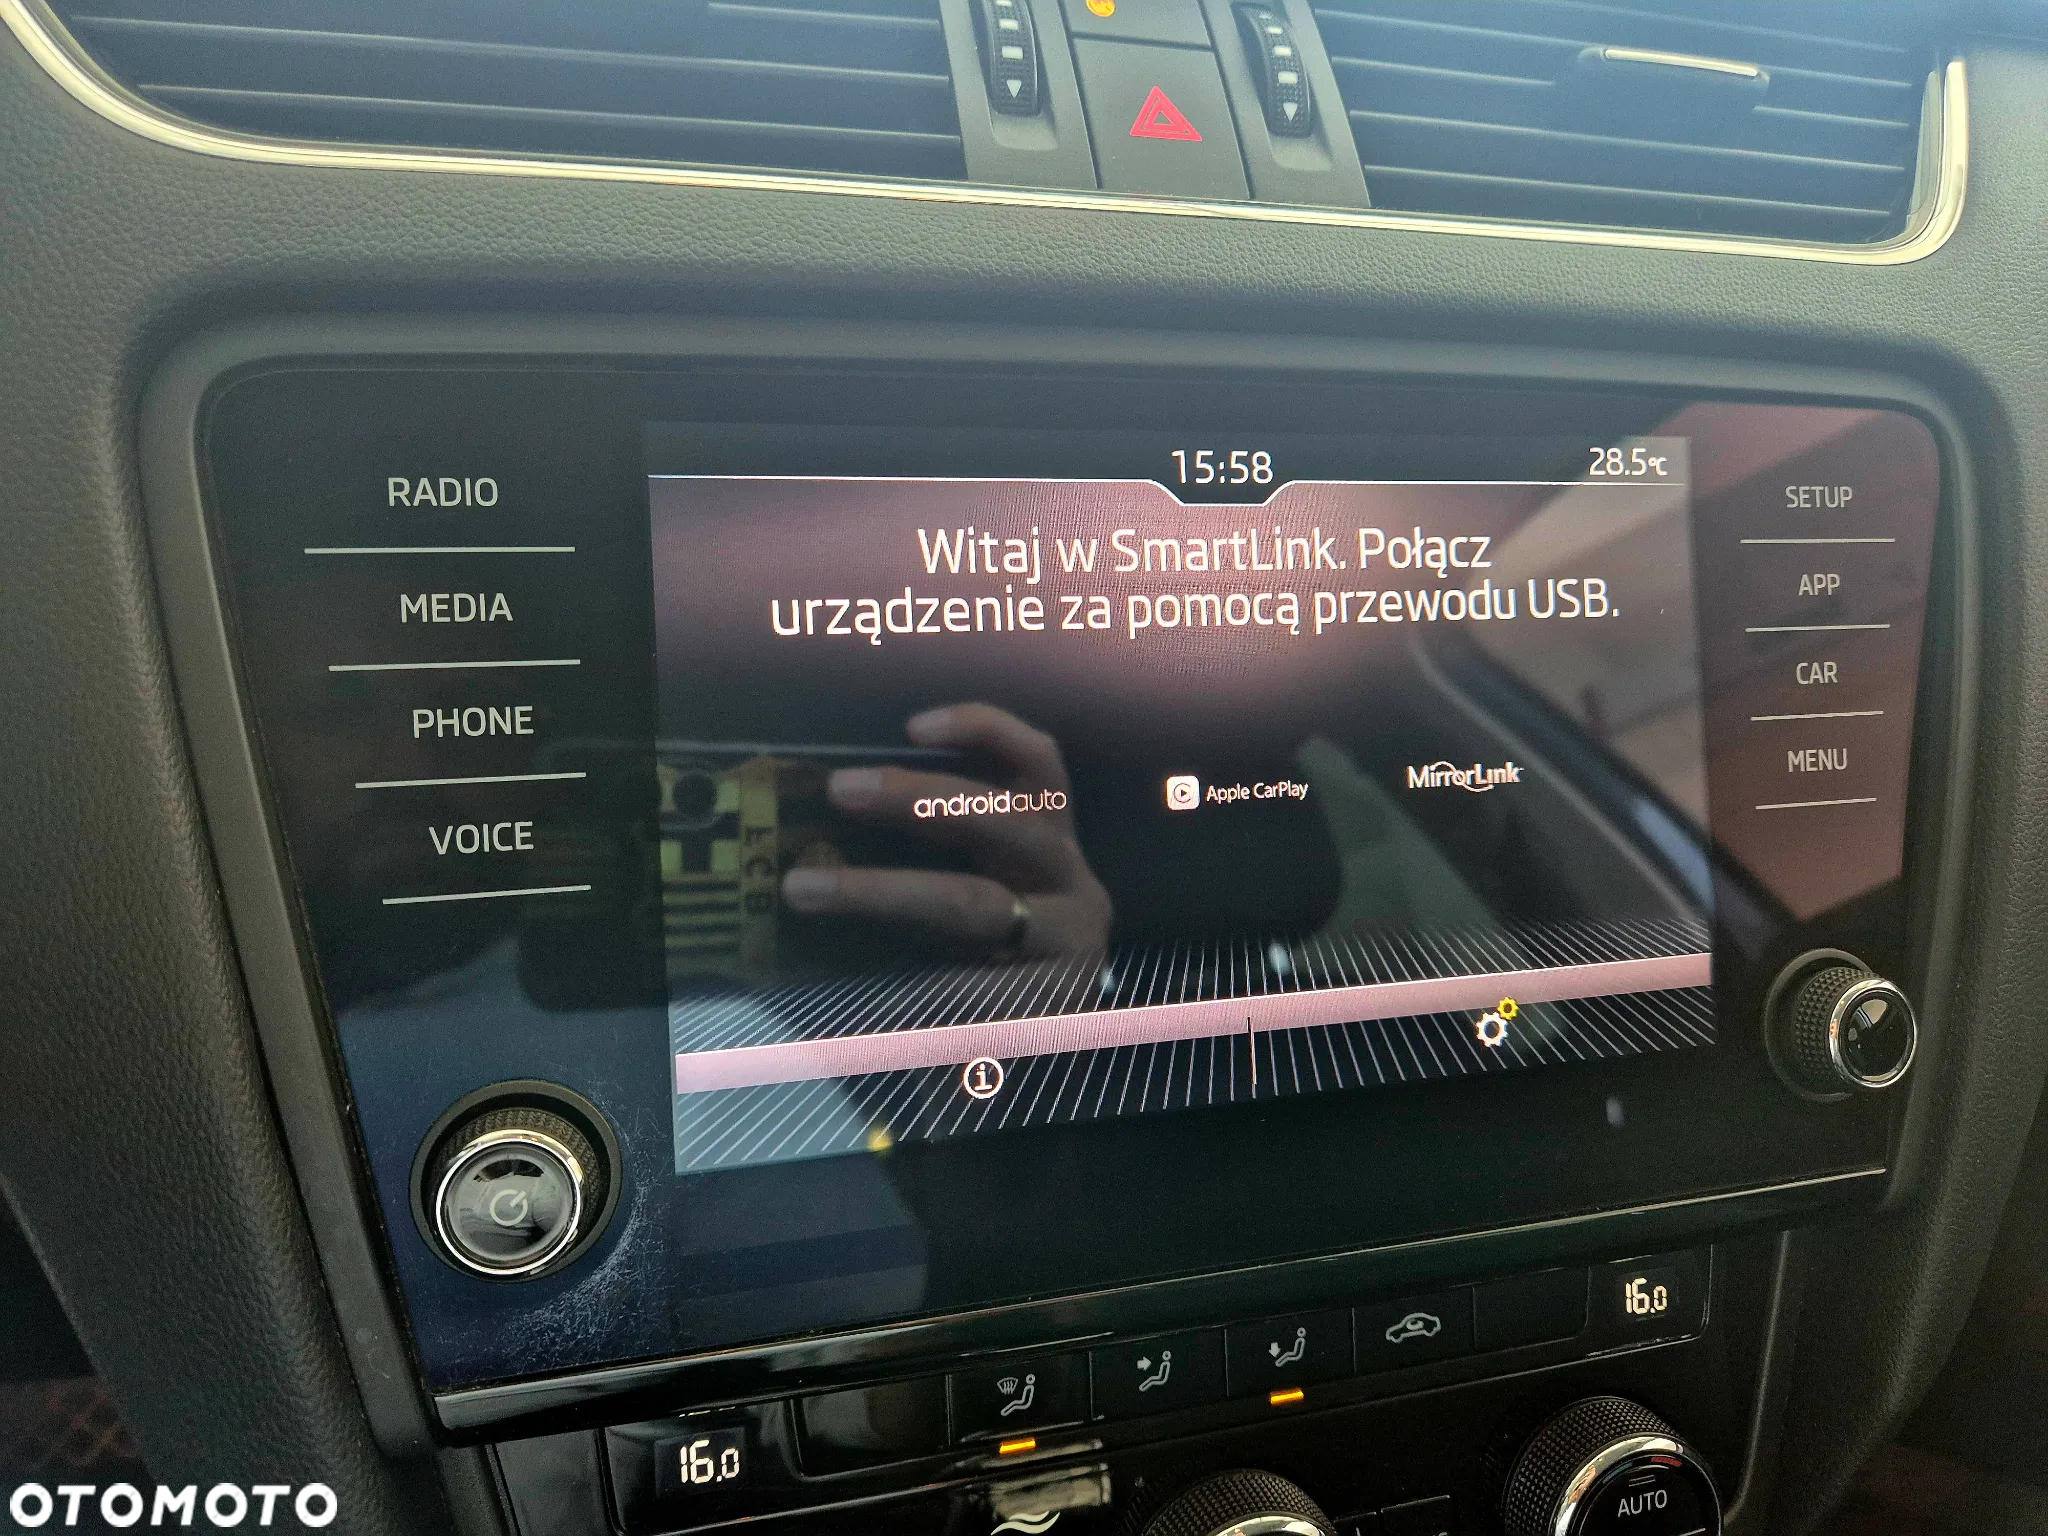 15:58
28.5°C
RADIO
MEDIA
PHONE
VOICE
Witaj w SmartLink. Połącz
urządzenie za pomocą przewodu USB.
androidauto
Apple CarPlay
MirrorLink
SETUP
APP
CAR
MENU
i
16.0
16.0
AUTO
OTOMOTO